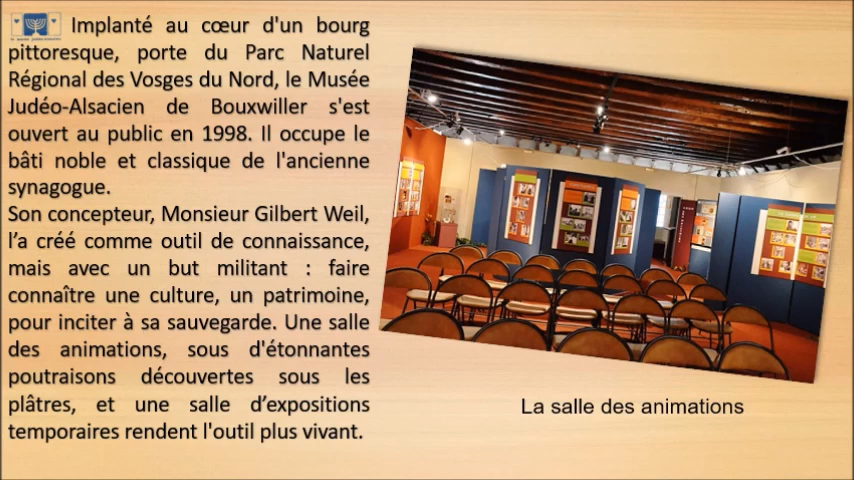 Implanté au cœur d'un bourg
pittoresque, porte du Parc Naturel
Régional des Vosges du Nord, le Musée
Judéo-Alsacien de Bouxwiller s'est
ouvert au public en 1998. Il occupe le
bâti noble et classique de l'ancienne
synagogue.
Son concepteur, Monsieur Gilbert Weil,
l’a créé comme outil de connaissance,
mais avec un but militant : faire
connaître une culture, un patrimoine,
pour inciter à sa sauvegarde. Une salle
des animations, sous d'étonnantes
poutraisons découvertes sous les
plâtres, et une salle d’expositions
temporaires rendent l'outil plus vivant.
La salle des animations